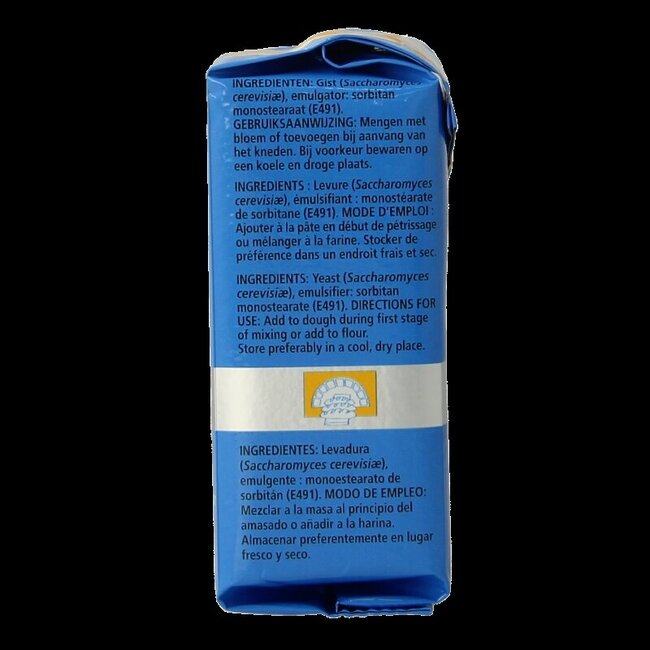 INGREDIENTEN: Gist (Saccharomyces
cerevisiæ), emulgator: sorbitan
monostearaat (E491).
GEBRUIKSAANWIJZING: Mengen met
bloem of toevoegen bij aanvang van
het kneden. Bij voorkeur bewaren op
een koele en droge plaats.
INGREDIENTS : Levure (Saccharomyces
cerevisiæ), émulsifiant : monostéarate
de sorbitane (E491). MODE D'EMPLOI :
Ajouter à la pâte en début de pétrissage
ou mélanger à la farine. Stocker de
préférence dans un endroit frais et sec.
INGREDIENTS: Yeast (Saccharomyces
cerevisiæ), emulsifier: sorbitan
monostearate (E491). DIRECTIONS FOR
USE: Add to dough during first stage
of mixing or add to flour.
Store preferably in a cool, dry place.
INGREDIENTES: Levadura
(Saccharomyces cerevisiæ),
emulgente : monoestearato de
sorbitán (E491). MODO DE EMPLEO:
Mezclar a la masa al principio del
amasado o añadir a la harina.
Almacenar preferentemente en lugar
fresco y seco.